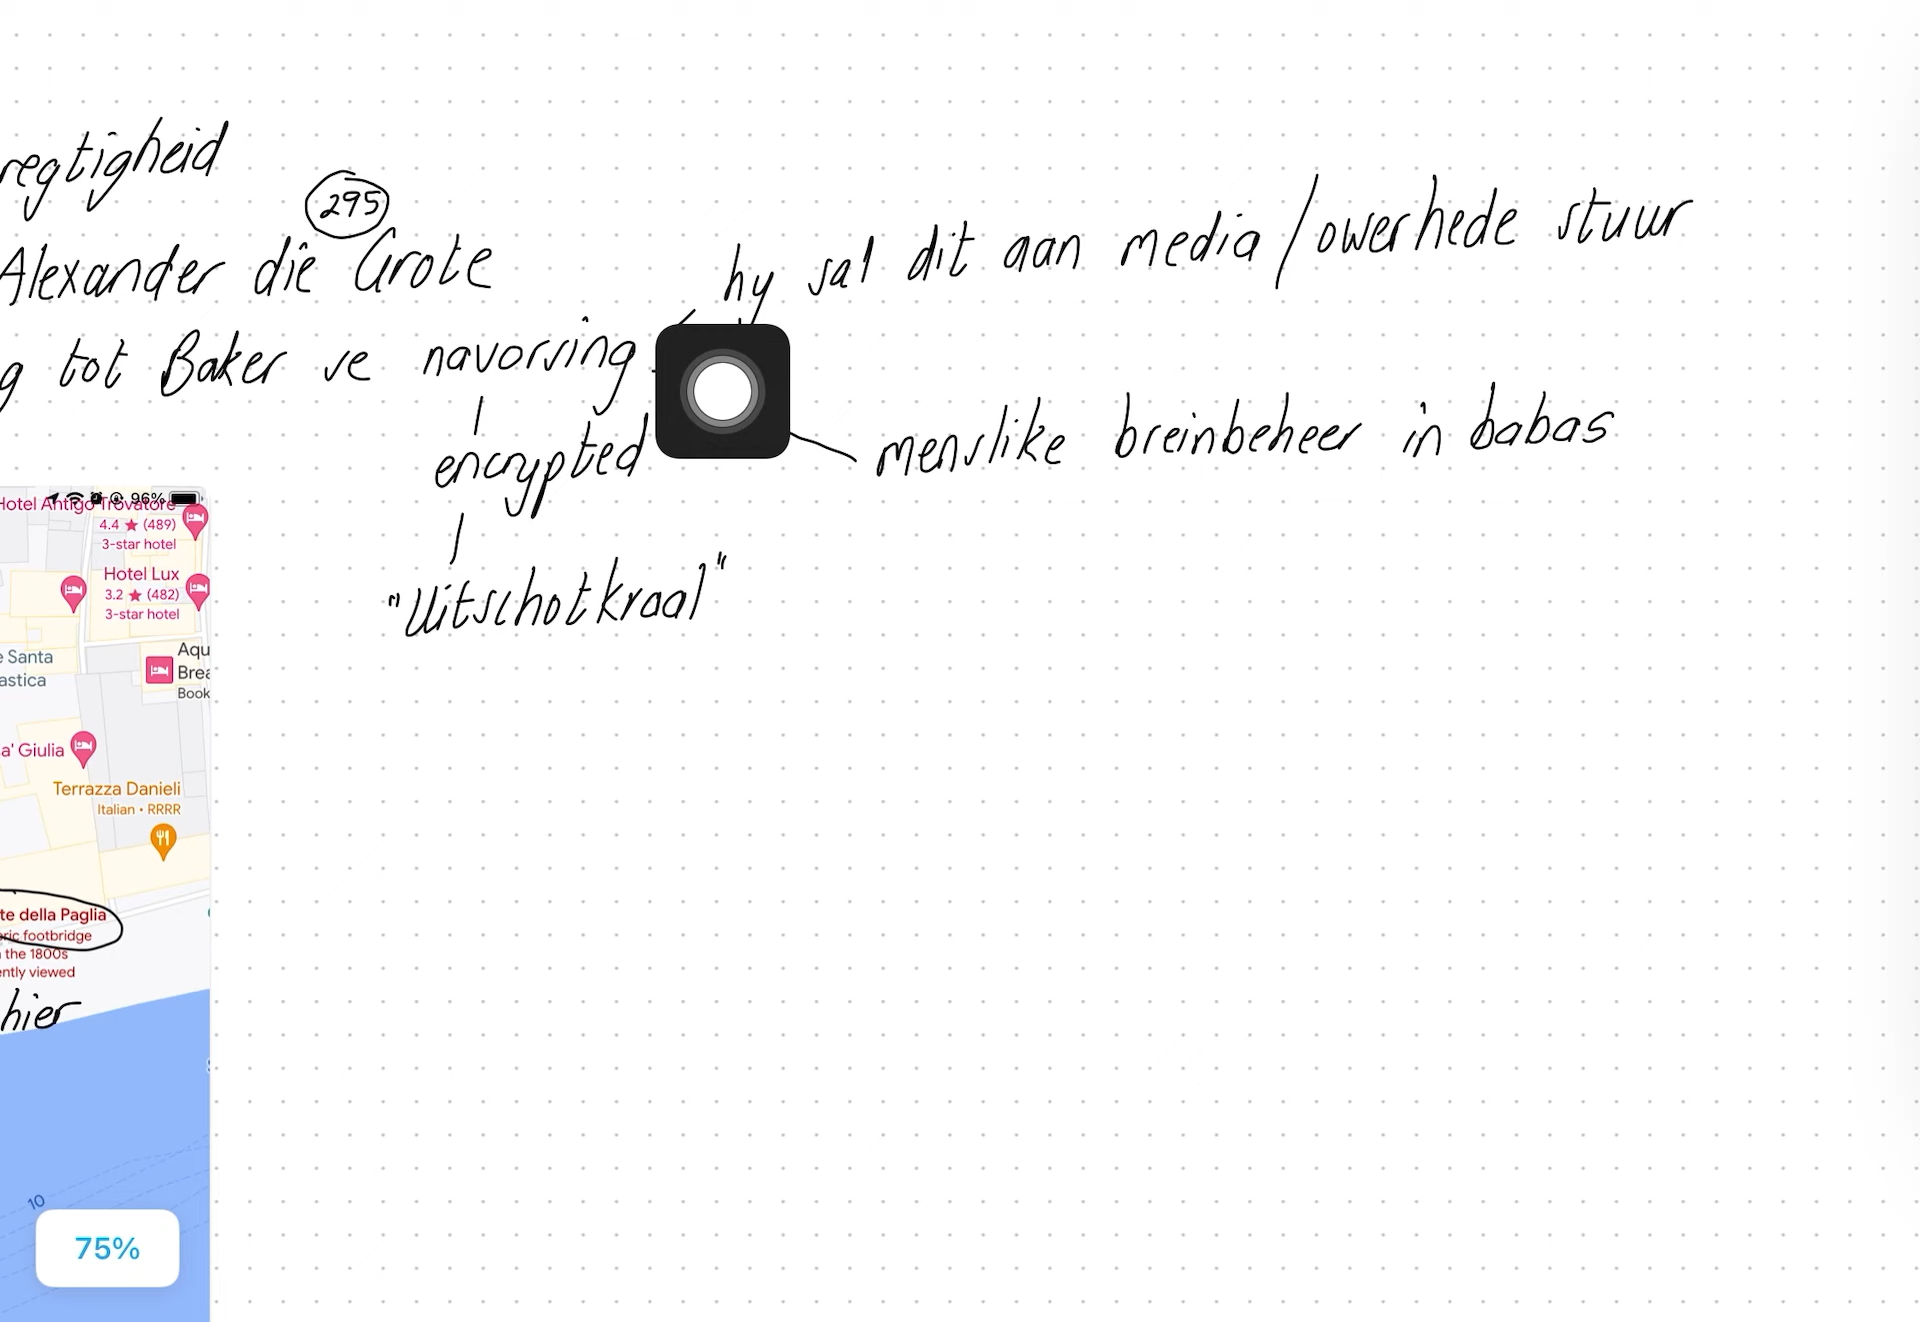 regtigheid
295
Alexander die Grote
hy sal dit aan media/owerhede stuur
g tot Baker se navorsing
menslike breinbeheer in babas
encrypted
"Uitschotkraal"
96%
Hotel Antigo Trovatore
4.4 ★ (489)
3-star hotel
Hotel Lux
3.2 ★ (482)
3-star hotel
e Santa
astica
Aqu
Brea
Book
a' Giulia
Terrazza Danieli
Italian • RRRR
te della Paglia
oric footbridge
the 1800s
ently viewed
hier
10
75%